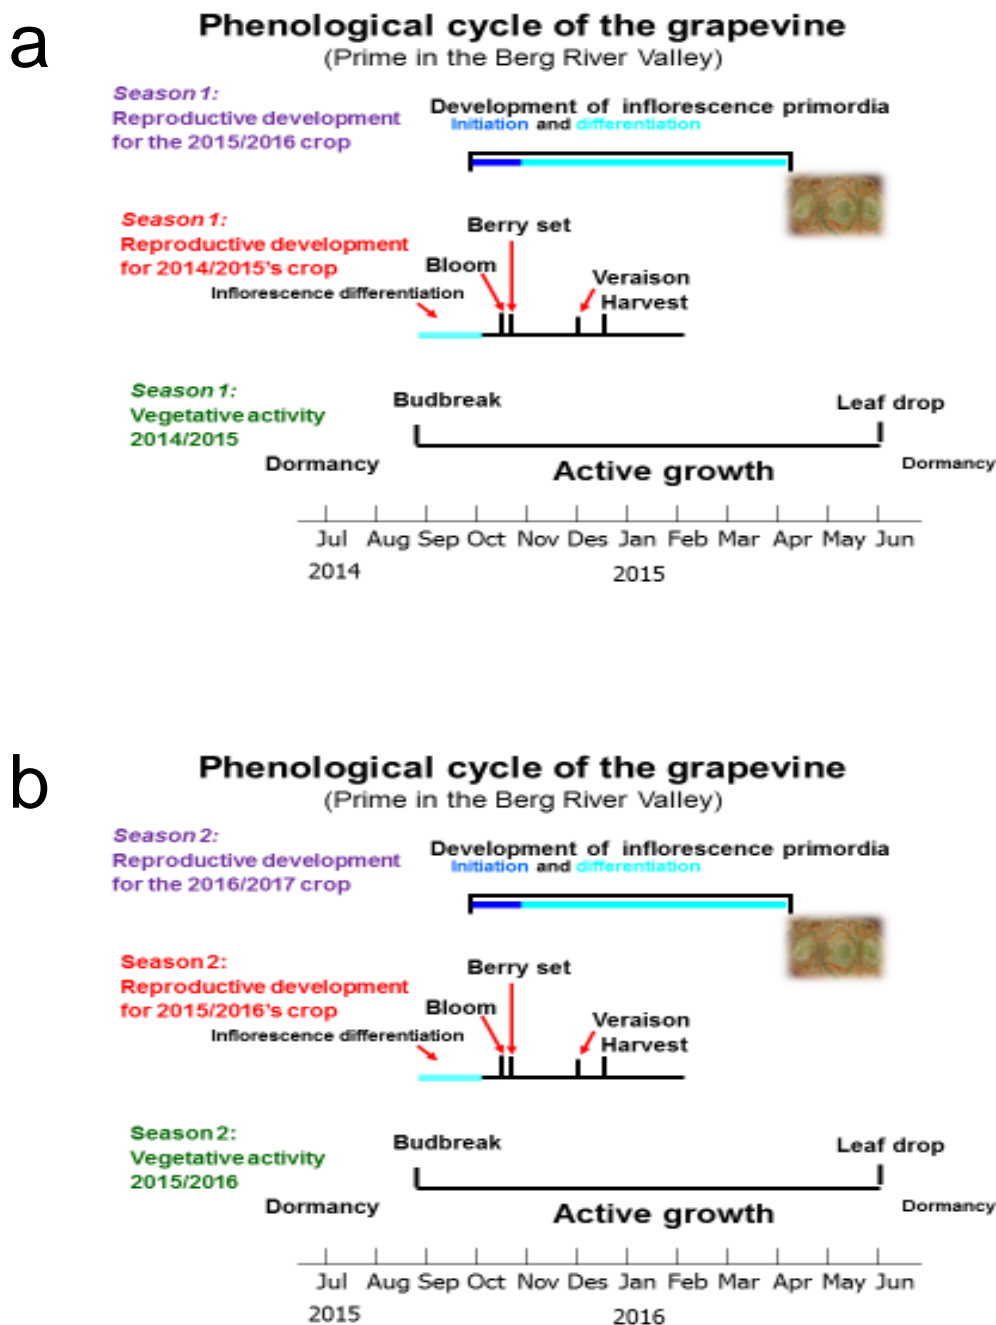 a
Phenological cycle of the grapevine
(Prime in the Berg River Valley)
Season 1:
Reproductive development
for the 2015/2016 crop
Development of inflorescence primordia
Initiation and differentiation
Season 1:
Reproductive development
for 2014/2015's crop
Inflorescence differentiation
Berry set
Bloom
Veraison
Harvest
Season 1:
Vegetative activity
2014/2015
Budbreak
Leaf drop
Dormancy
Active growth
Dormancy
Jul Aug Sep Oct Nov Des Jan Feb Mar Apr May Jun
2014 2015
b
Phenological cycle of the grapevine
(Prime in the Berg River Valley)
Season 2:
Reproductive development
for the 2016/2017 crop
Development of inflorescence primordia
Initiation and differentiation
Season 2:
Reproductive development
for 2015/2016's crop
Inflorescence differentiation
Berry set
Bloom
Veraison
Harvest
Season 2:
Vegetative activity
2015/2016
Budbreak
Leaf drop
Dormancy
Active growth
Dormancy
Jul Aug Sep Oct Nov Des Jan Feb Mar Apr May Jun
2015 2016